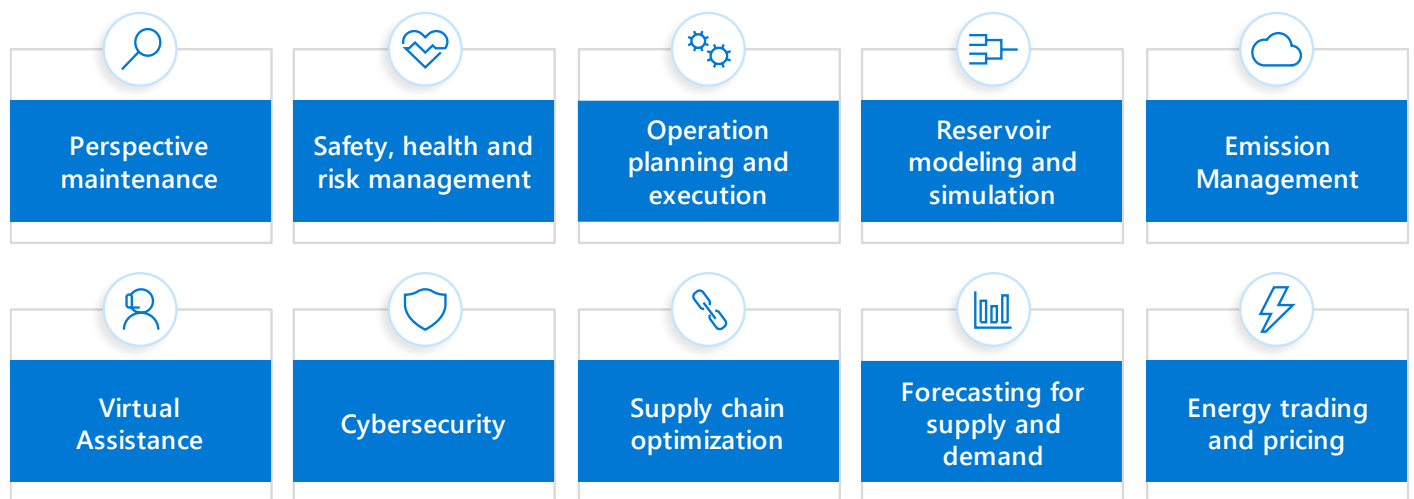 Perspective
maintenance
Safety, health and
risk management
Operation
planning and
execution
Reservoir
modeling and
simulation
Emission
Management
Virtual
Assistance
Cybersecurity
Supply chain
optimization
Forecasting for
supply and
demand
Energy trading
and pricing